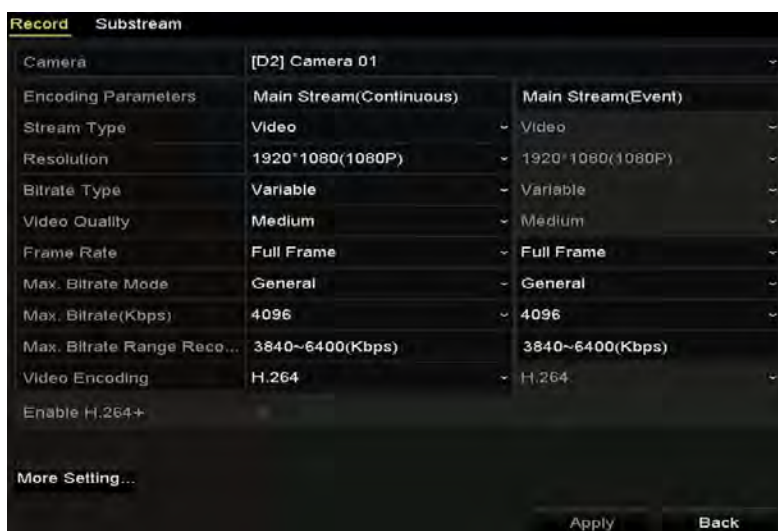 Record Substream
Camera [D2] Camera 01
Encoding Parameters Main Stream(Continuous) Main Stream(Event)
Stream Type Video Video
Resolution 1920*1080(1080P) 1920*1080(1080P)
Bitrate Type Variable Variable
Video Quality Medium Medium
Frame Rate Full Frame Full Frame
Max. Bitrate Mode General General
Max. Bitrate(Kbps) 4096 4096
Max. Bitrate Range Reco... 3840~6400(Kbps) 3840~6400(Kbps)
Video Encoding H.264 H.264
Enable H.264+
More Setting...
Apply Back